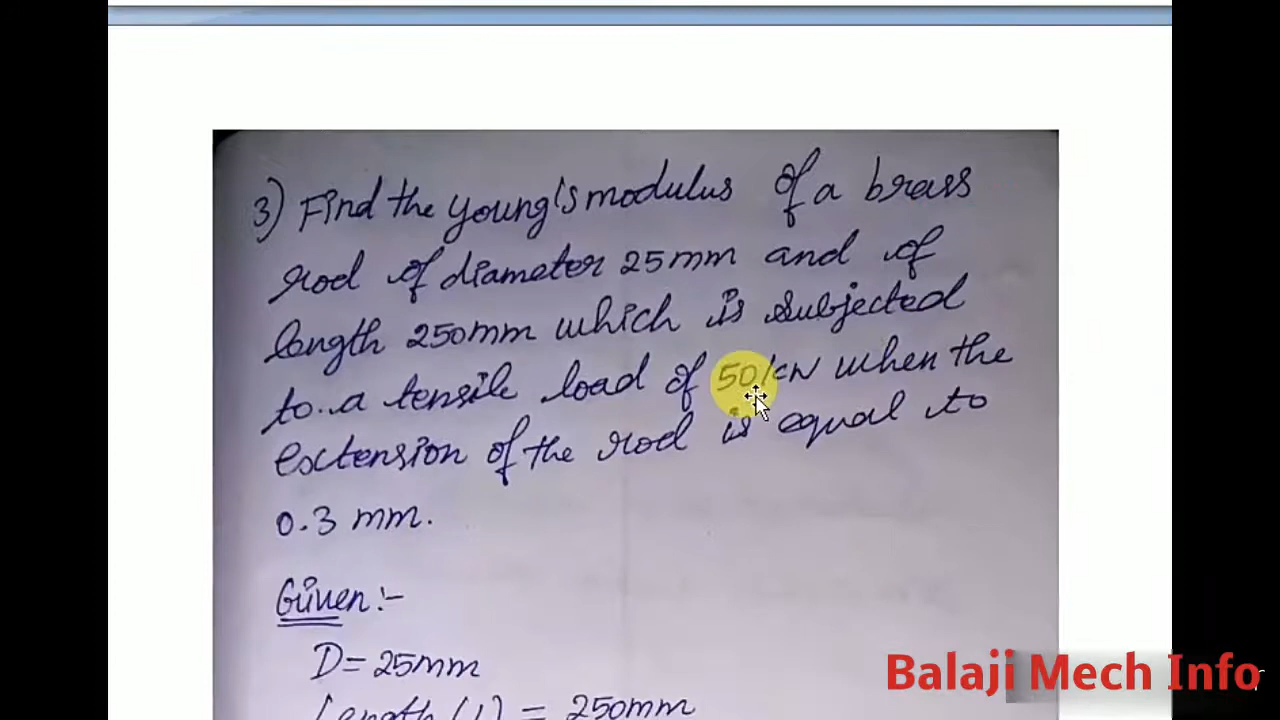 3) Find the young's modulus of a brass
rod of diameter 25mm and of
length 250mm which is subjected
to a tensile load of 50kN when the
extension of the rod is equal to
0.3 mm.
Given:-
D=25mm
Length (l) = 250mm
Balaji Mech Info